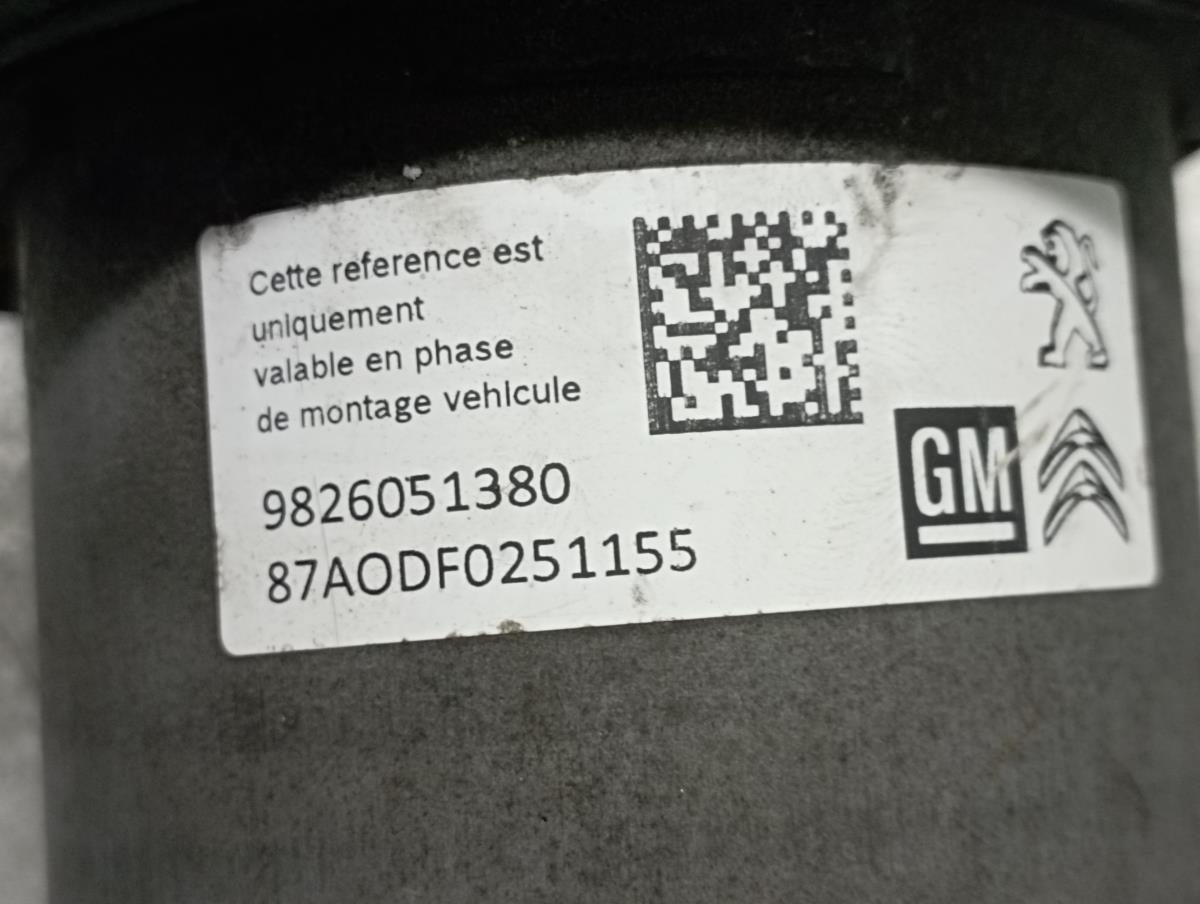 Cette reference est
uniquement
valable en phase
de montage vehicule
9826051380
87AODF0251155
GM